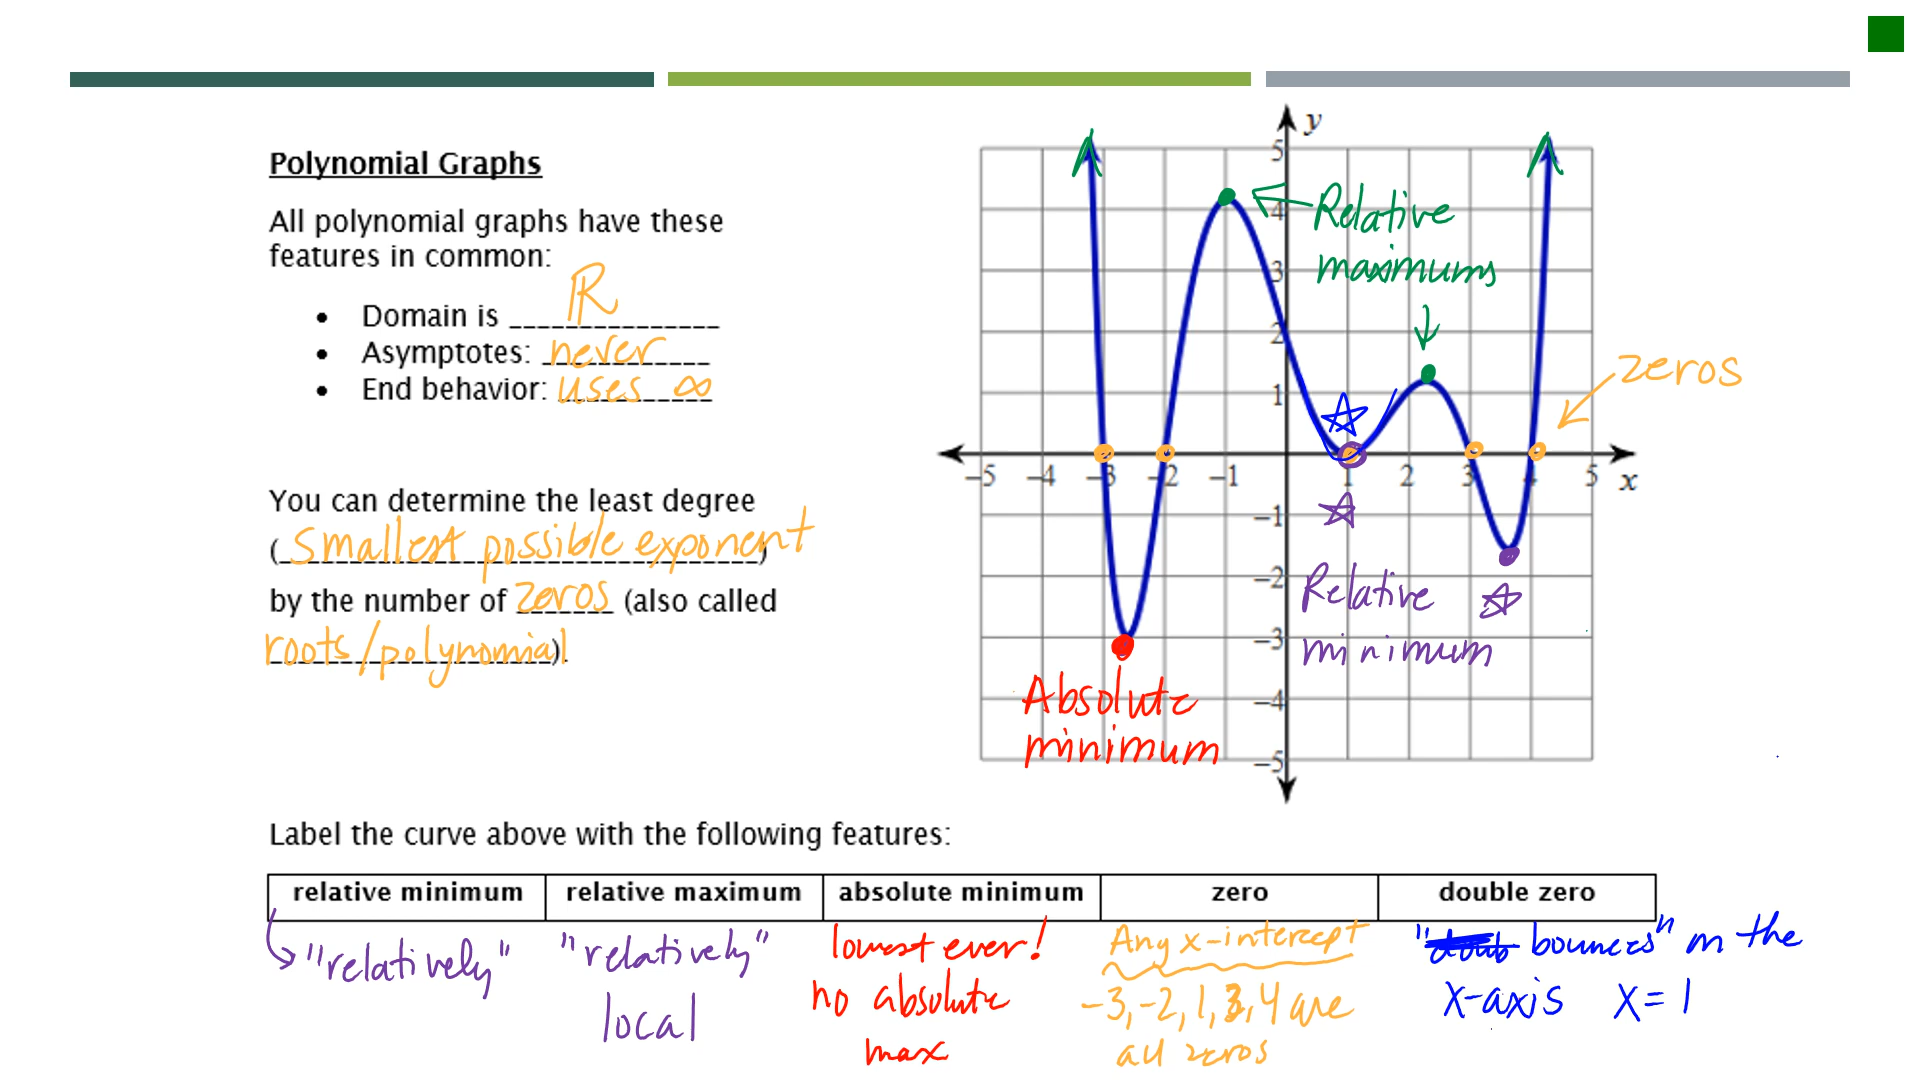 Polynomial Graphs
All polynomial graphs have these
features in common:
• Domain is ℝ
• Asymptotes: never
• End behavior: uses ∞
You can determine the least degree
(smallest possible exponent)
by the number of zeros (also called
roots/polynomial).
y
5
4
3
2
1
-5 -4 -3 -2 -1 1 2 3 4 5 x
-1
-2
-3
-4
-5
Relative
maximums
zeros
Relative
minimum
Absolute
minimum
Label the curve above with the following features:
relative minimum relative maximum absolute minimum zero double zero
"relatively"
"relatively"
local
lowest ever!
no absolute
max
Any x-intercept
-3, -2, 1, 3, 4 are
all zeros
"bounces" on the
x-axis x = 1